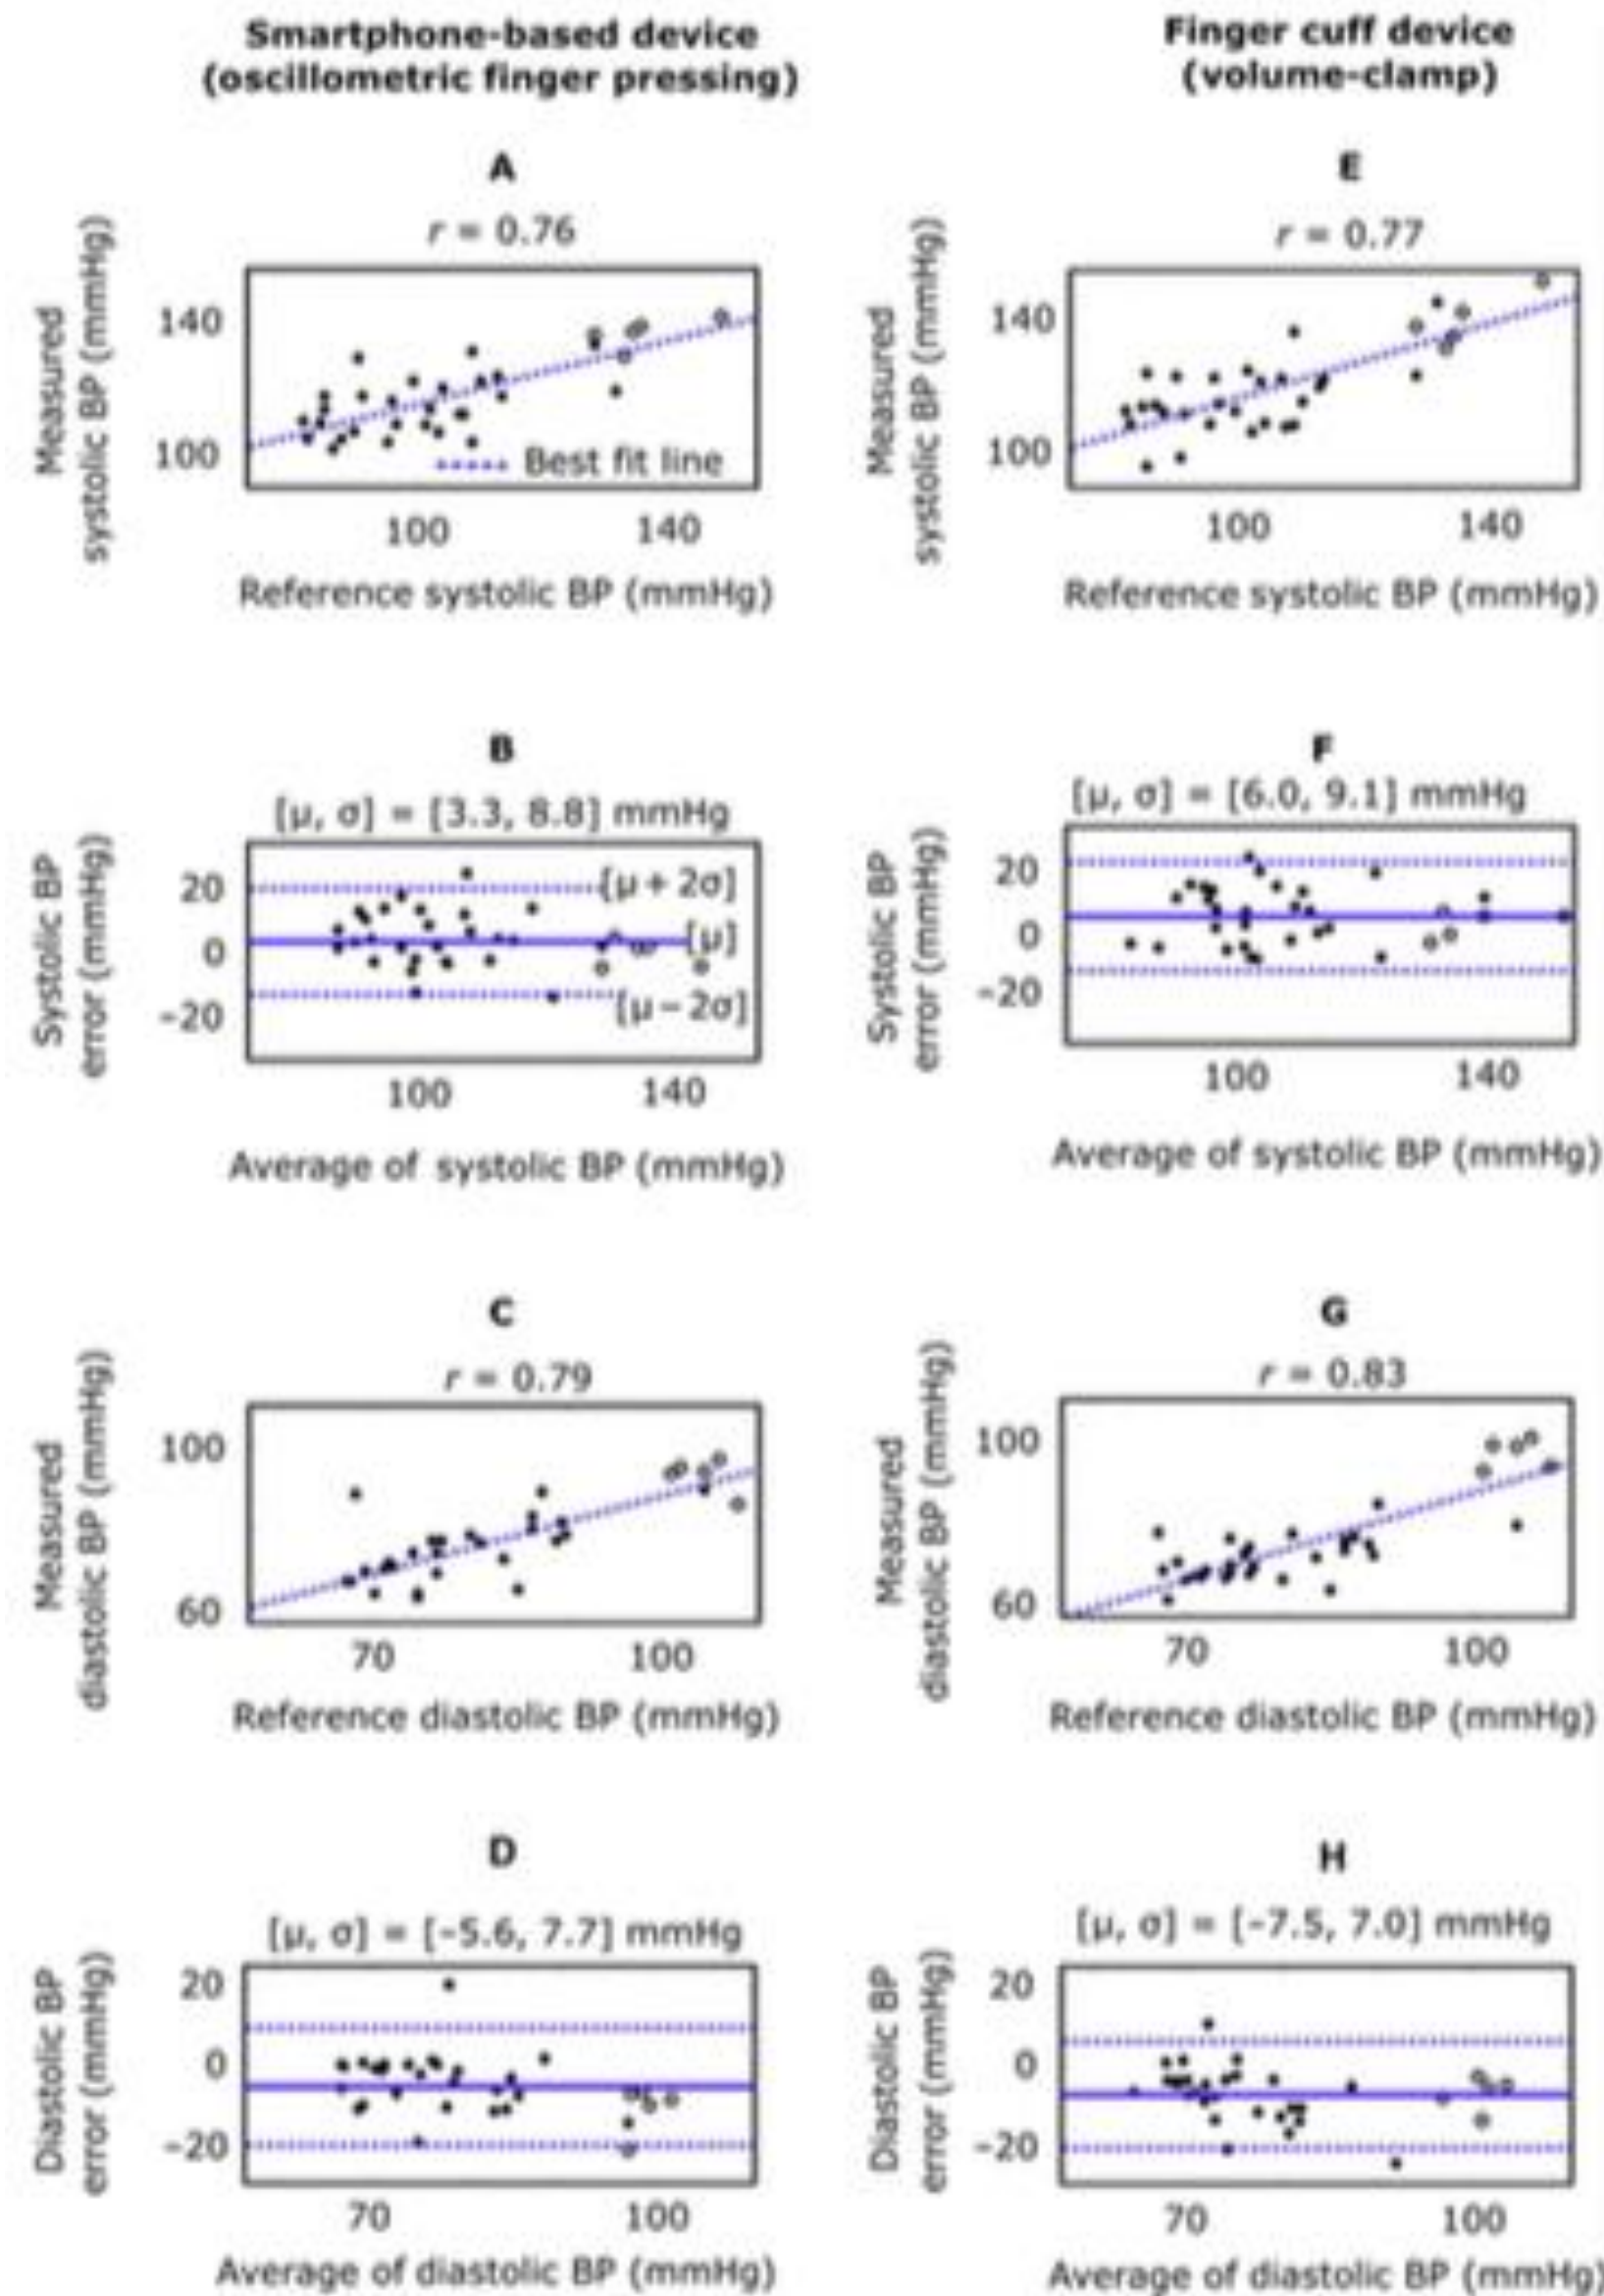 Smartphone-based device
(oscillometric finger pressing)
A
r = 0.76
Measured
systolic BP (mmHg)
140
100
Best fit line
100 140
Reference systolic BP (mmHg)
B
[μ, σ] = [3.3, 8.8] mmHg
Systolic BP
error (mmHg)
20
0
–20
[μ + 2σ]
[μ]
[μ – 2σ]
100 140
Average of systolic BP (mmHg)
C
r = 0.79
Measured
diastolic BP (mmHg)
100
60
70 100
Reference diastolic BP (mmHg)
D
[μ, σ] = [–5.6, 7.7] mmHg
Diastolic BP
error (mmHg)
20
0
–20
70 100
Average of diastolic BP (mmHg)
Finger cuff device
(volume-clamp)
E
r = 0.77
Measured
systolic BP (mmHg)
140
100
100 140
Reference systolic BP (mmHg)
F
[μ, σ] = [6.0, 9.1] mmHg
Systolic BP
error (mmHg)
20
0
–20
100 140
Average of systolic BP (mmHg)
G
r = 0.83
Measured
diastolic BP (mmHg)
100
60
70 100
Reference diastolic BP (mmHg)
H
[μ, σ] = [–7.5, 7.0] mmHg
Diastolic BP
error (mmHg)
20
0
–20
70 100
Average of diastolic BP (mmHg)